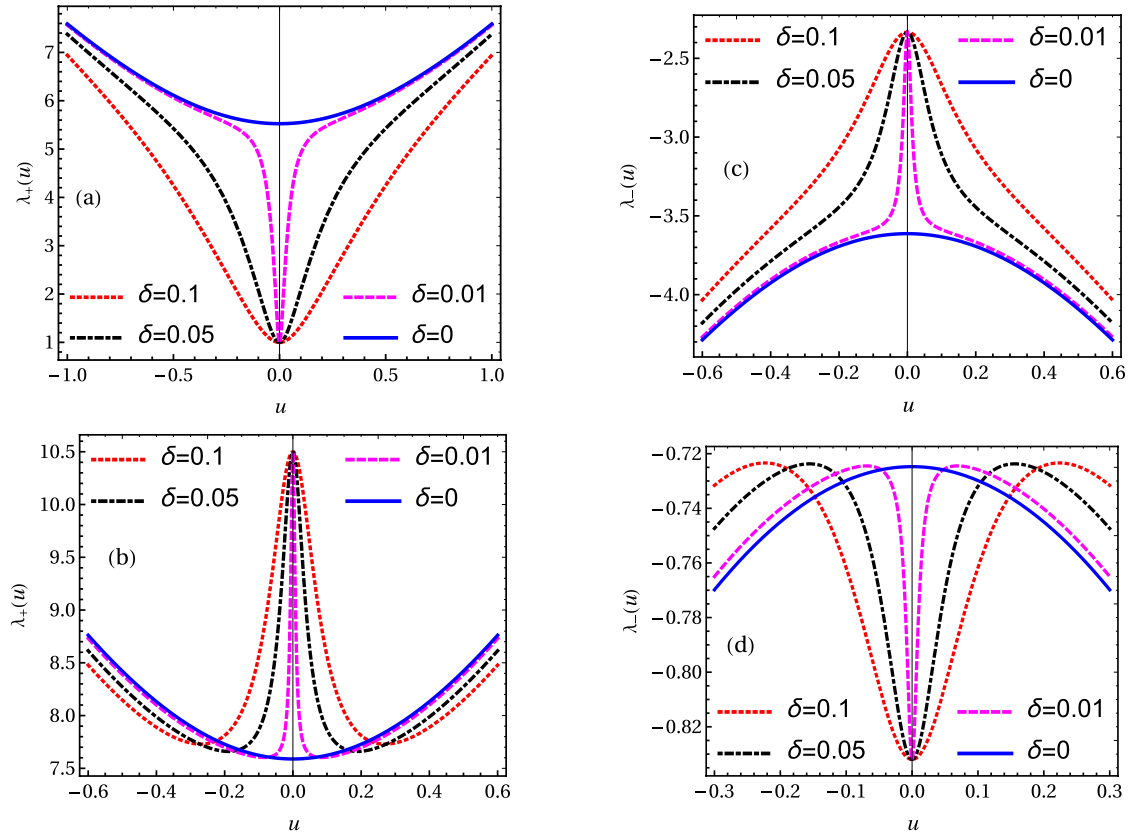 δ=0.1 δ=0.01
δ=0.05 δ=0
(a)
λ+(u)
7
6
5
4
3
2
1
-1.0 -0.5 0.0 0.5 1.0
u
δ=0.1 δ=0.01
δ=0.05 δ=0
(c)
λ−(u)
-2.5
-3.0
-3.5
-4.0
-0.6 -0.4 -0.2 0.0 0.2 0.4 0.6
u
δ=0.1 δ=0.01
δ=0.05 δ=0
(b)
λ+(u)
10.5
10.0
9.5
9.0
8.5
8.0
7.5
-0.6 -0.4 -0.2 0.0 0.2 0.4 0.6
u
-0.72
-0.74
-0.76
-0.78
-0.80
-0.82
λ−(u)
(d)
δ=0.1 δ=0.01
δ=0.05 δ=0
-0.3 -0.2 -0.1 0.0 0.1 0.2 0.3
u